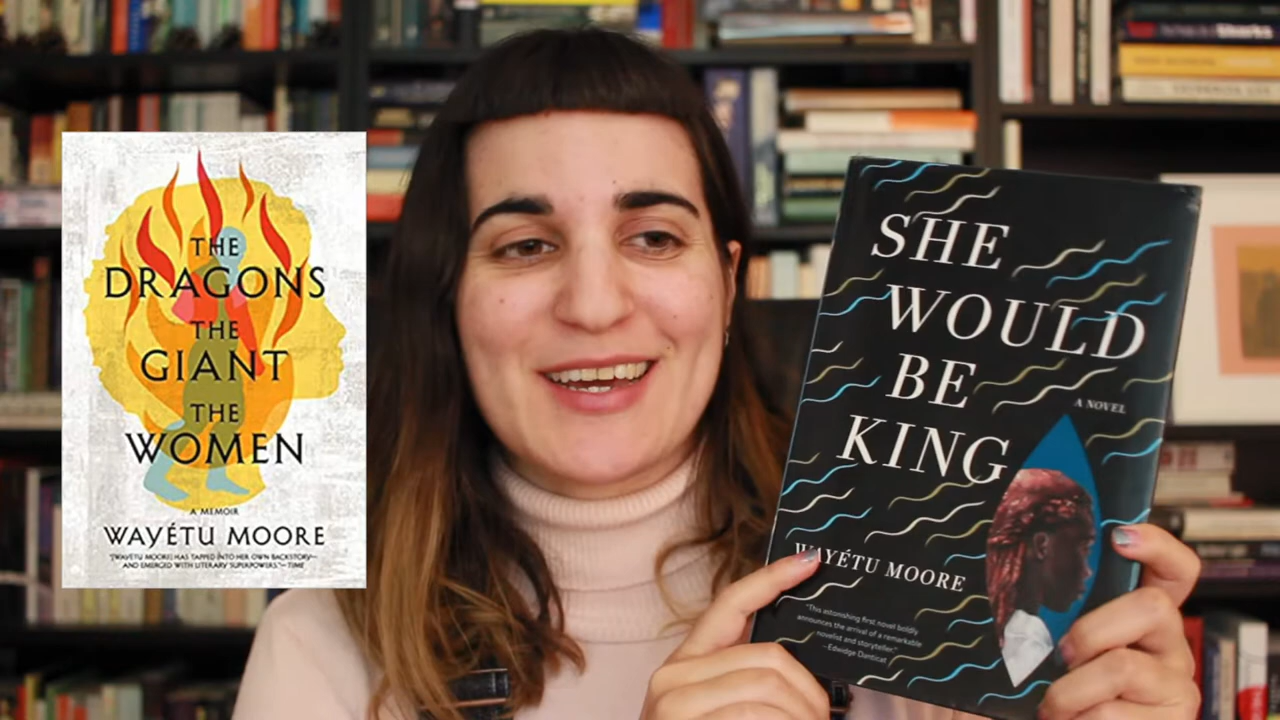 THE
DRAGONS
THE
GIANT
THE
WOMEN
A MEMOIR
WAYÉTU MOORE
"[WAYÉTU MOORE] HAS TAPPED INTO HER OWN BACKSTORY—
AND EMERGED WITH LITERARY SUPERPOWERS."—TIME
SHE
WOULD
BE
KING
A NOVEL
WAYÉTU MOORE
"This astonishing first novel boldly
announces the arrival of a remarkable
novelist and storyteller."
—Edwidge Danticat